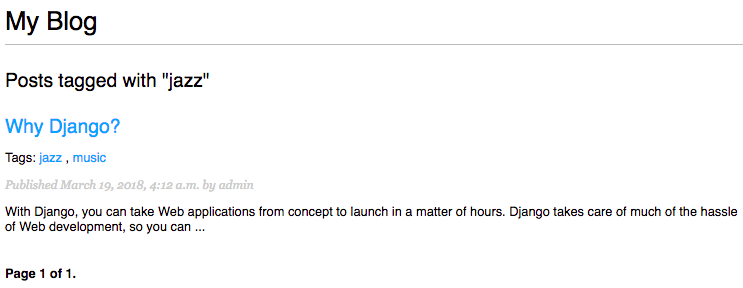 My Blog
Posts tagged with "jazz"
Why Django?
Tags: jazz , music
Published March 19, 2018, 4:12 a.m. by admin
With Django, you can take Web applications from concept to launch in a matter of hours. Django takes care of much of the hassle
of Web development, so you can ...
Page 1 of 1.